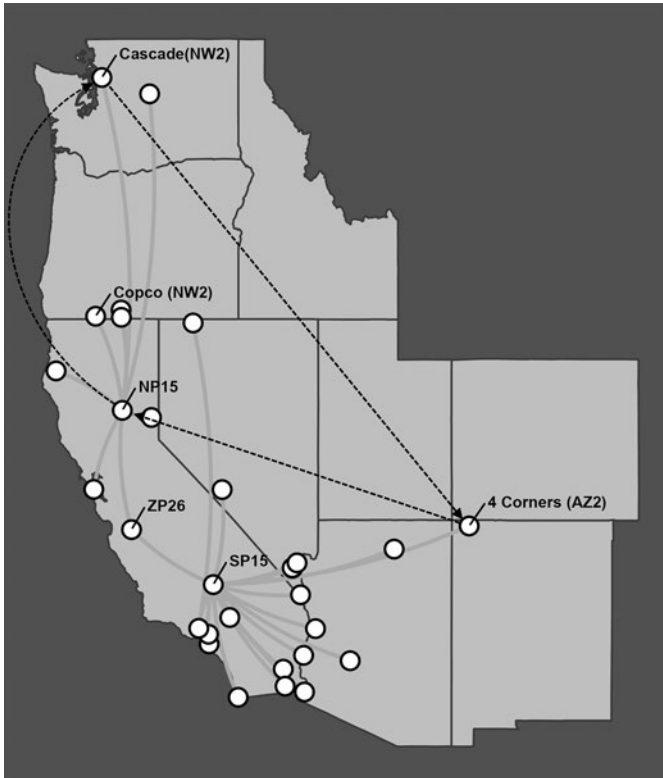 Cascade(NW2)
Copco (NW2)
NP15
4 Corners (AZ2)
ZP26
SP15